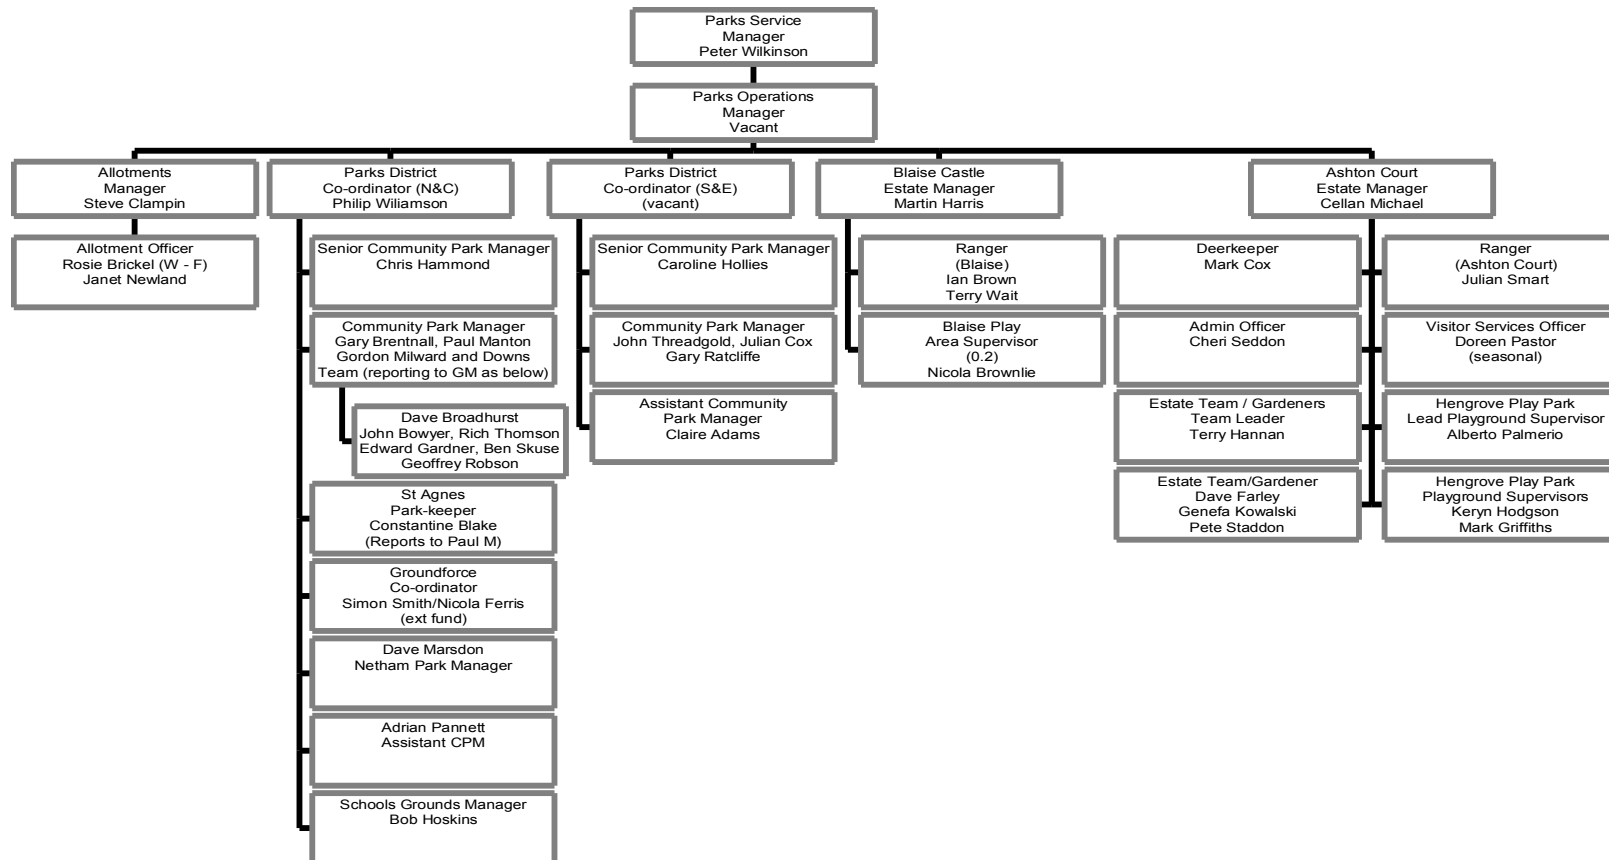 Parks Service
Manager
Peter Wilkinson
Parks Operations
Manager
Vacant
Allotments
Manager
Steve Clampin
Allotment Officer
Rosie Brickel (W - F)
Janet Newland
Parks District
Co-ordinator (N&C)
Philip Wiliamson
Senior Community Park Manager
Chris Hammond
Community Park Manager
Gary Brentnall, Paul Manton
Gordon Milward and Downs
Team (reporting to GM as below)
Dave Broadhurst
John Bowyer, Rich Thomson
Edward Gardner, Ben Skuse
Geoffrey Robson
St Agnes
Park-keeper
Constantine Blake
(Reports to Paul M)
Groundforce
Co-ordinator
Simon Smith/Nicola Ferris
(ext fund)
Dave Marsdon
Netham Park Manager
Adrian Pannett
Assistant CPM
Schools Grounds Manager
Bob Hoskins
Parks District
Co-ordinator (S&E)
(vacant)
Senior Community Park Manager
Caroline Hollies
Community Park Manager
John Threadgold, Julian Cox
Gary Ratcliffe
Assistant Community
Park Manager
Claire Adams
Blaise Castle
Estate Manager
Martin Harris
Ranger
(Blaise)
Ian Brown
Terry Wait
Blaise Play
Area Supervisor
(0.2)
Nicola Brownlie
Ashton Court
Estate Manager
Cellan Michael
Deerkeeper
Mark Cox
Ranger
(Ashton Court)
Julian Smart
Admin Officer
Cheri Seddon
Visitor Services Officer
Doreen Pastor
(seasonal)
Estate Team / Gardeners
Team Leader
Terry Hannan
Hengrove Play Park
Lead Playground Supervisor
Alberto Palmerio
Estate Team/Gardener
Dave Farley
Genefa Kowalski
Pete Staddon
Hengrove Play Park
Playground Supervisors
Keryn Hodgson
Mark Griffiths